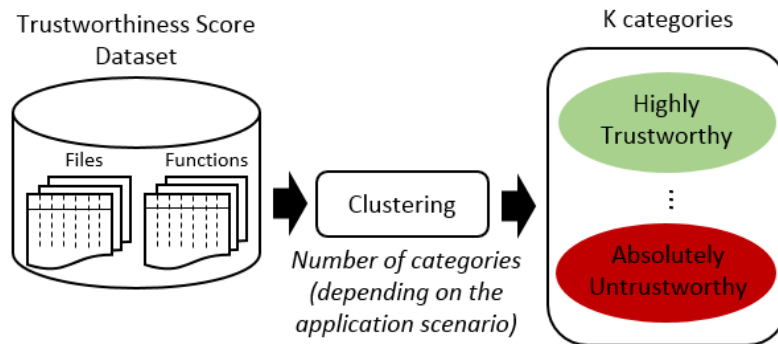 Trustworthiness Score
Dataset
Files
Functions
Clustering
Number of categories
(depending on the
application scenario)
K categories
Highly
Trustworthy
...
Absolutely
Untrustworthy